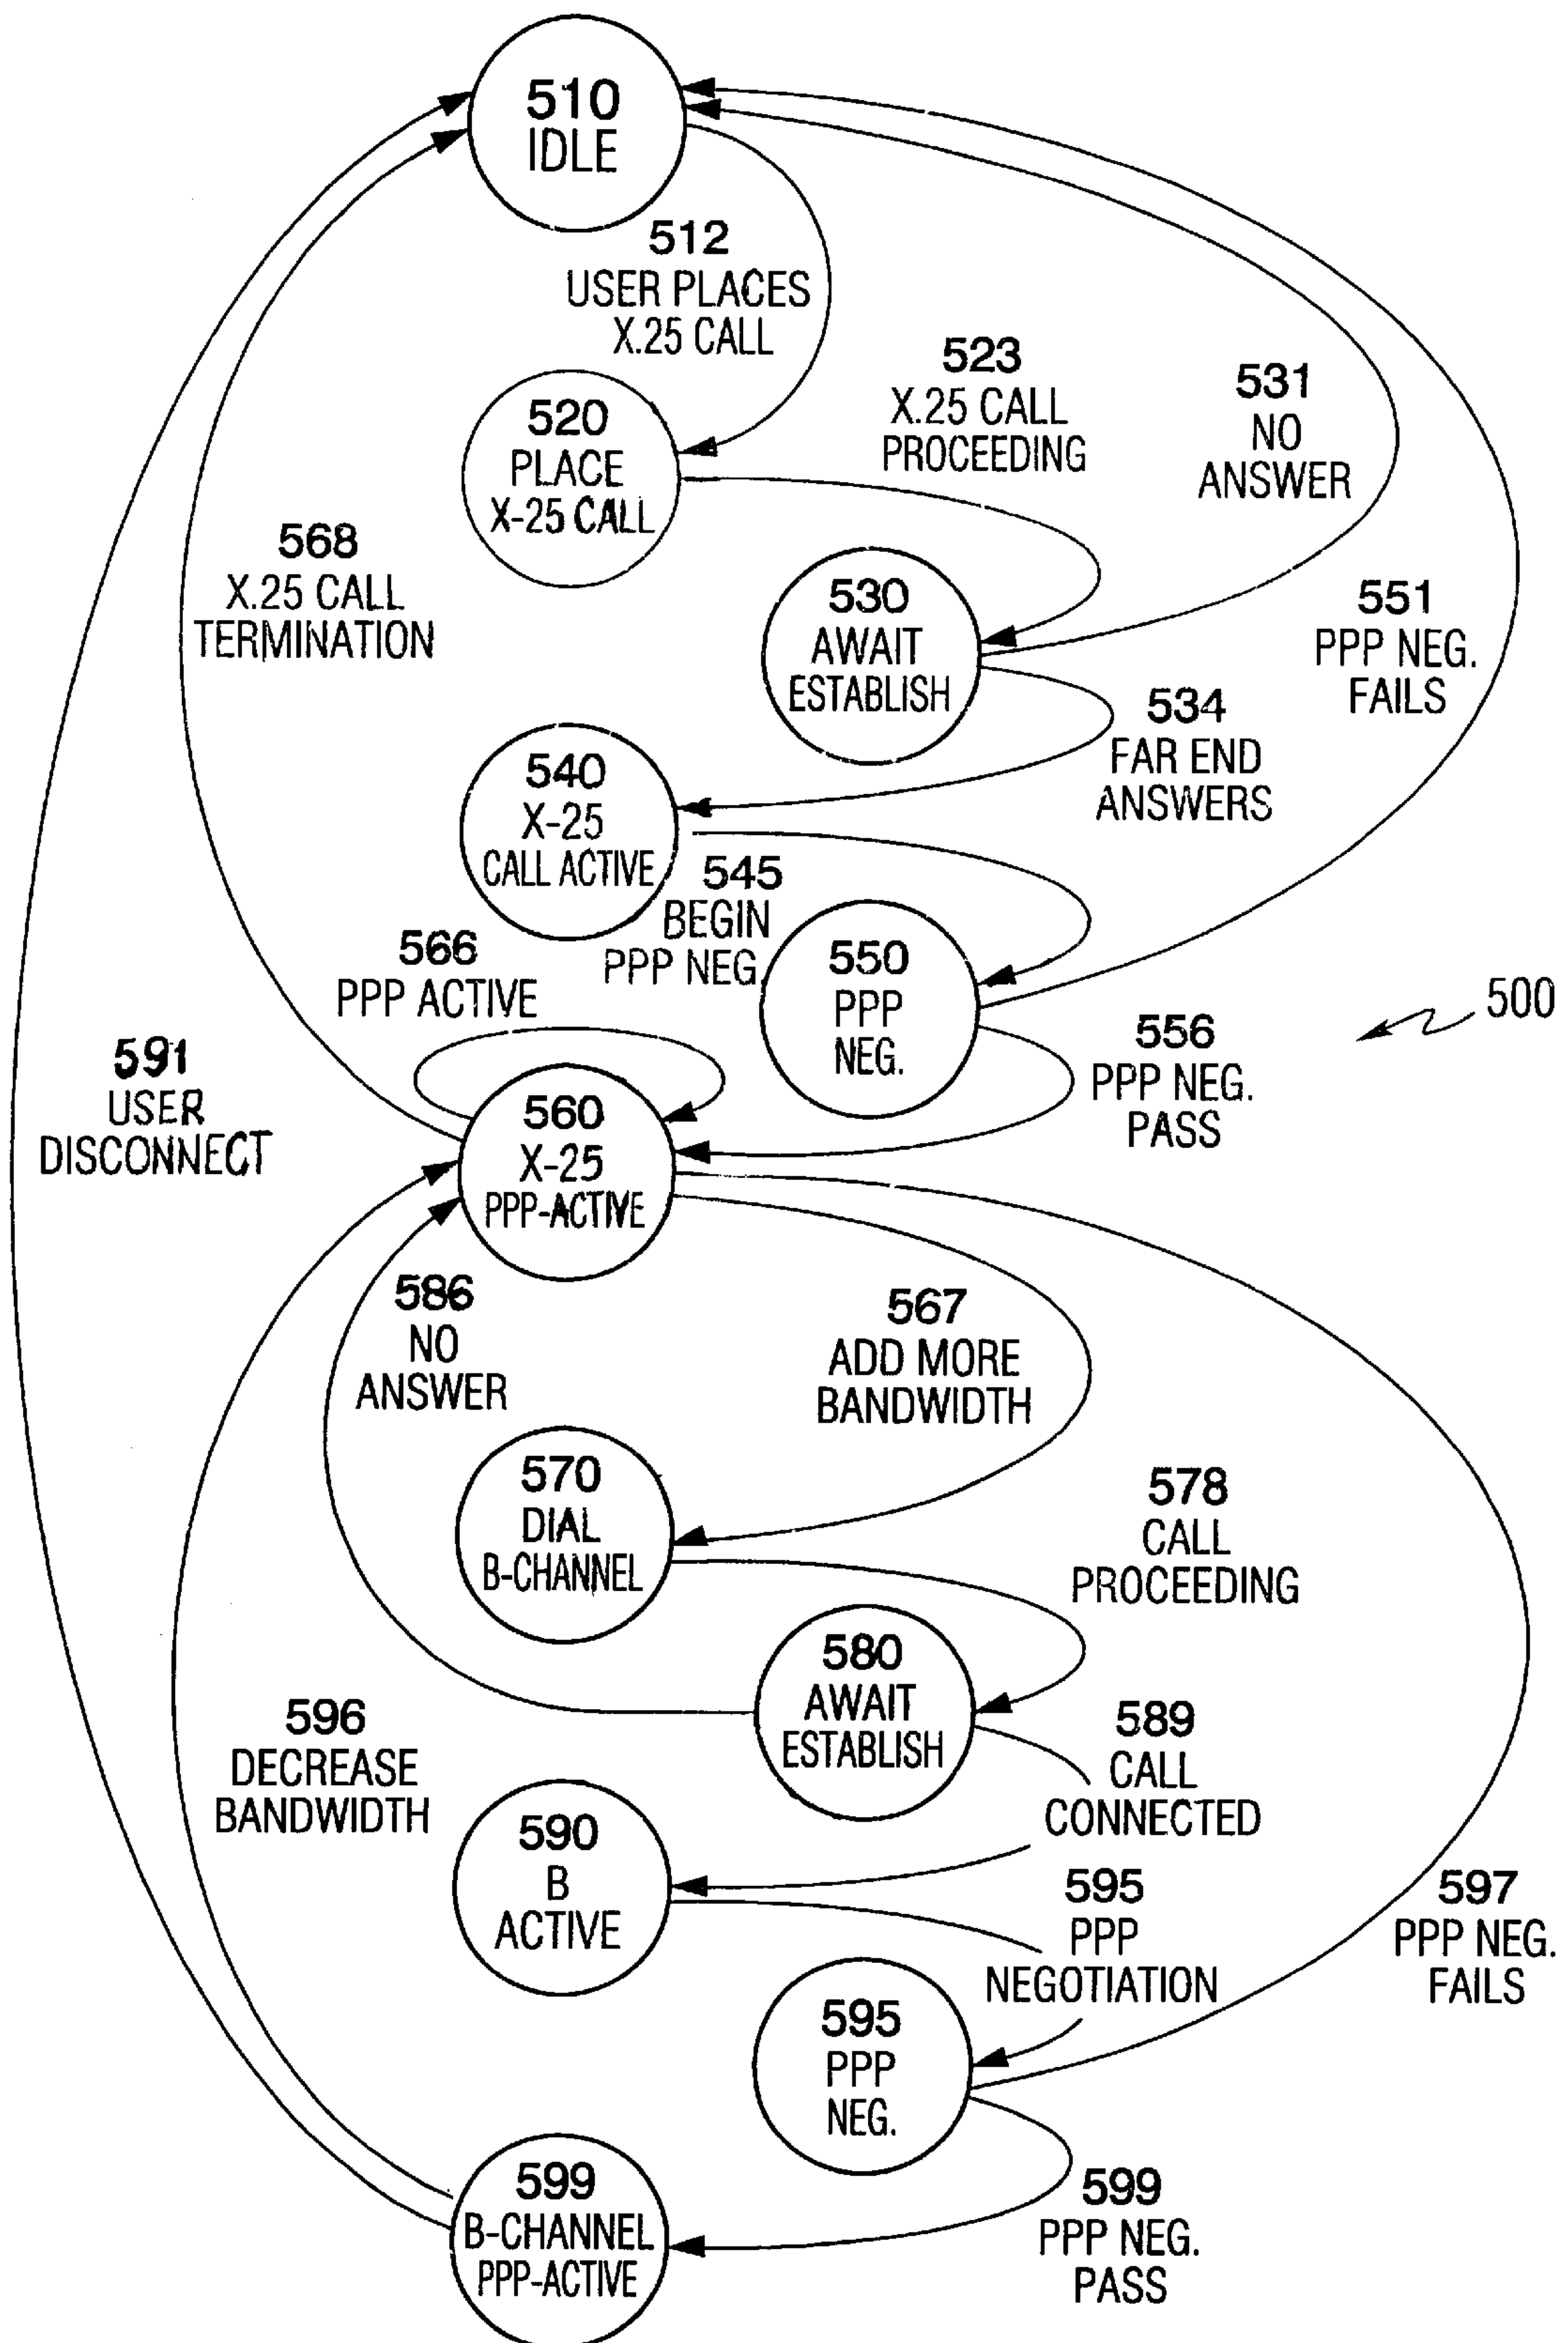 510
IDLE
512
USER PLACES
X.25 CALL
523
X.25 CALL
PROCEEDING
531
NO
ANSWER
520
PLACE
X-25 CALL
568
X.25 CALL
TERMINATION
530
AWAIT
ESTABLISH
551
PPP NEG.
FAILS
534
FAR END
ANSWERS
540
X-25
CALL ACTIVE
545
BEGIN
PPP NEG.
566
PPP ACTIVE
550
PPP
NEG.
500
556
PPP NEG.
PASS
591
USER
DISCONNECT
560
X-25
PPP-ACTIVE
586
NO
ANSWER
567
ADD MORE
BANDWIDTH
570
DIAL
B-CHANNEL
578
CALL
PROCEEDING
580
AWAIT
ESTABLISH
596
DECREASE
BANDWIDTH
589
CALL
CONNECTED
590
B
ACTIVE
595
PPP
NEGOTIATION
597
PPP NEG.
FAILS
595
PPP
NEG.
599
B-CHANNEL
PPP-ACTIVE
599
PPP NEG.
PASS